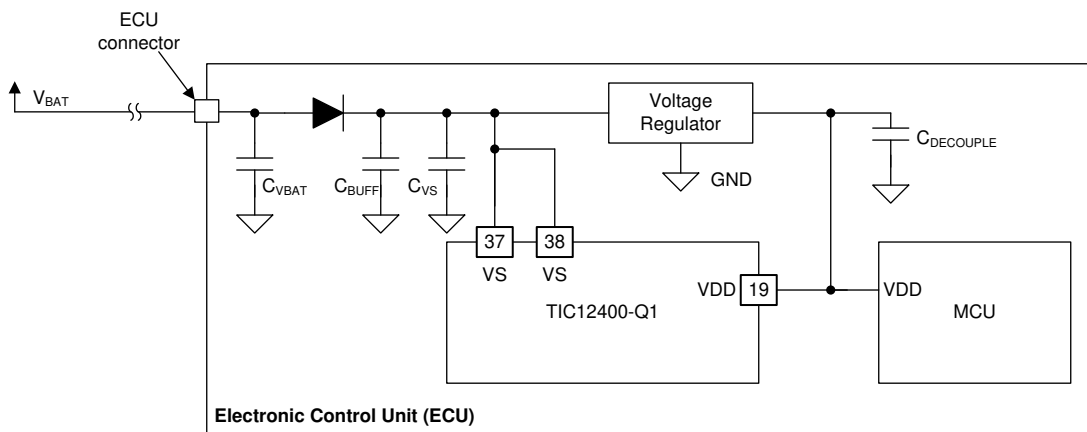 ECU
connector
VBAT
Voltage
Regulator
CDECOUPLE
GND
CVBAT
CBUFF
CVS
37
38
VS
VS
VDD
19
VDD
TIC12400-Q1
MCU
Electronic Control Unit (ECU)